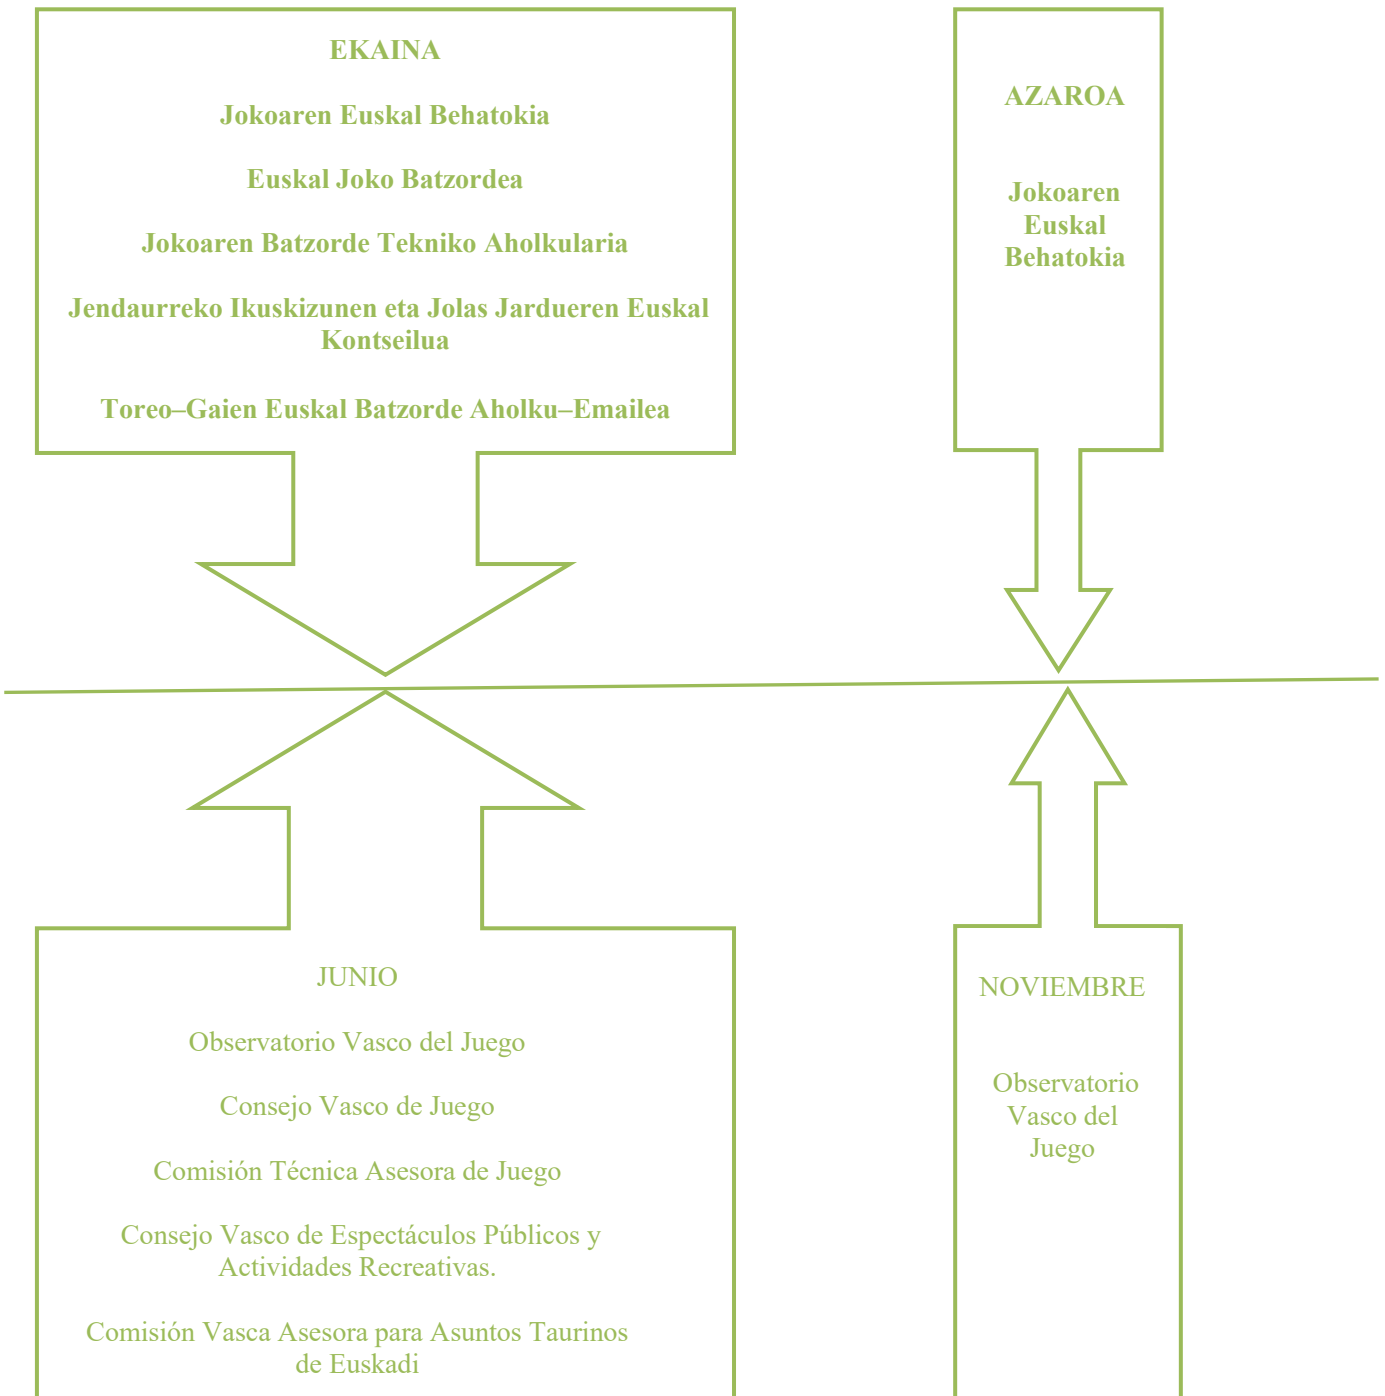 EKAINA
Jokoaren Euskal Behatokia
Euskal Joko Batzordea
Jokoaren Batzorde Tekniko Aholkularia
Jendaurreko Ikuskizunen eta Jolas Jardueren Euskal
Kontseilua
Toreo–Gaien Euskal Batzorde Aholku–Emailea
AZAROA
Jokoaren
Euskal
Behatokia
JUNIO
Observatorio Vasco del Juego
Consejo Vasco de Juego
Comisión Técnica Asesora de Juego
Consejo Vasco de Espectáculos Públicos y
Actividades Recreativas.
Comisión Vasca Asesora para Asuntos Taurinos
de Euskadi
NOVIEMBRE
Observatorio
Vasco del
Juego